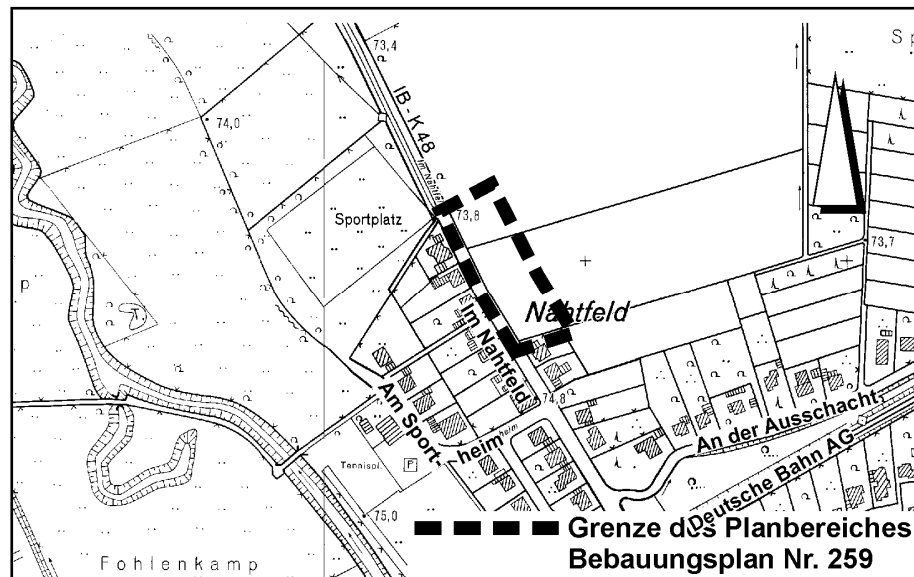 73,4
Sp
IB - K 48
Im Nahtfeld
74,0
Sportplatz
73,8
73,7
p
Nahtfeld
Im Nahtfeld
74,8
Am Sport-
heim
An der Ausschacht
Deutsche Bahn AG
Tennispl.
P
75,0
Fohlenkamp
Grenze des Planbereiches
Bebauungsplan Nr. 259